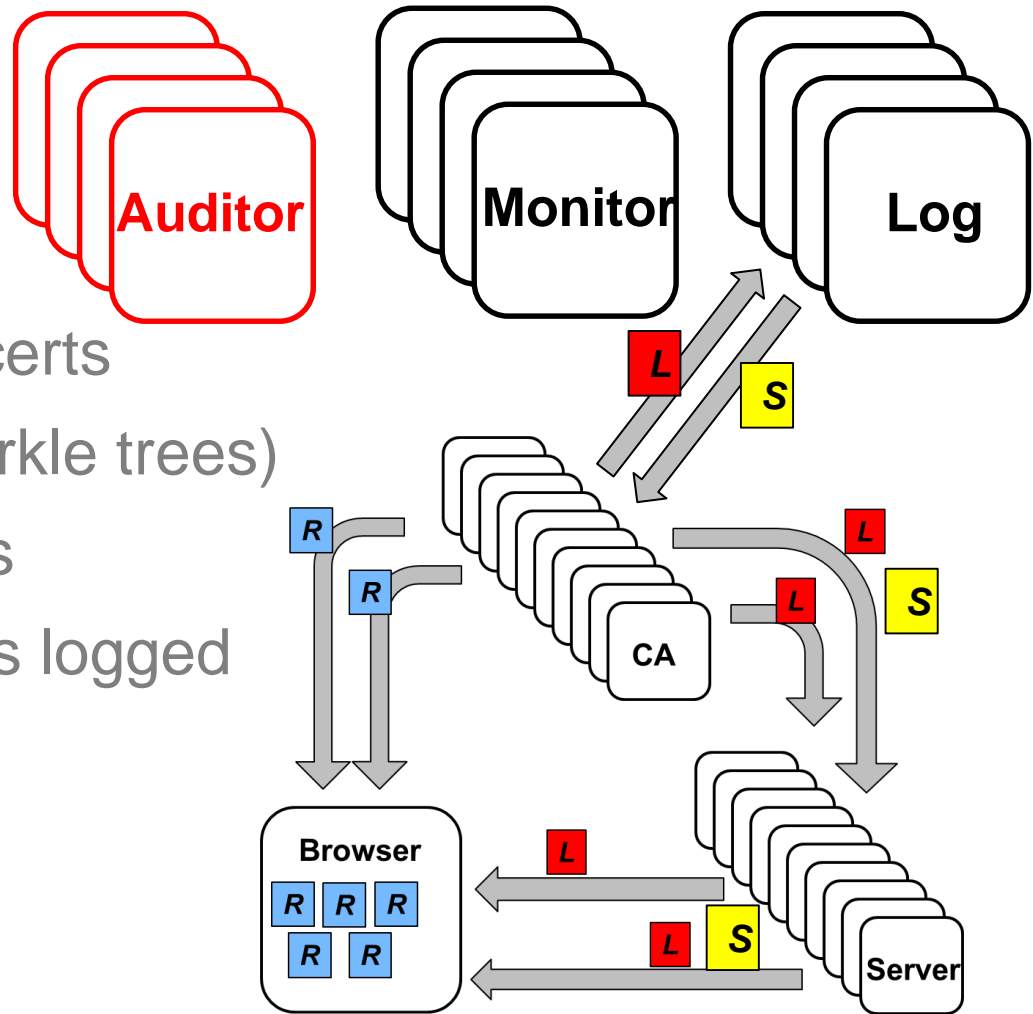 Auditor
Monitor
Log
certs
L
S
rkle trees)
R
L
s
R
L
S
s logged
CA
Browser
L
R R R
L S
R R
Server